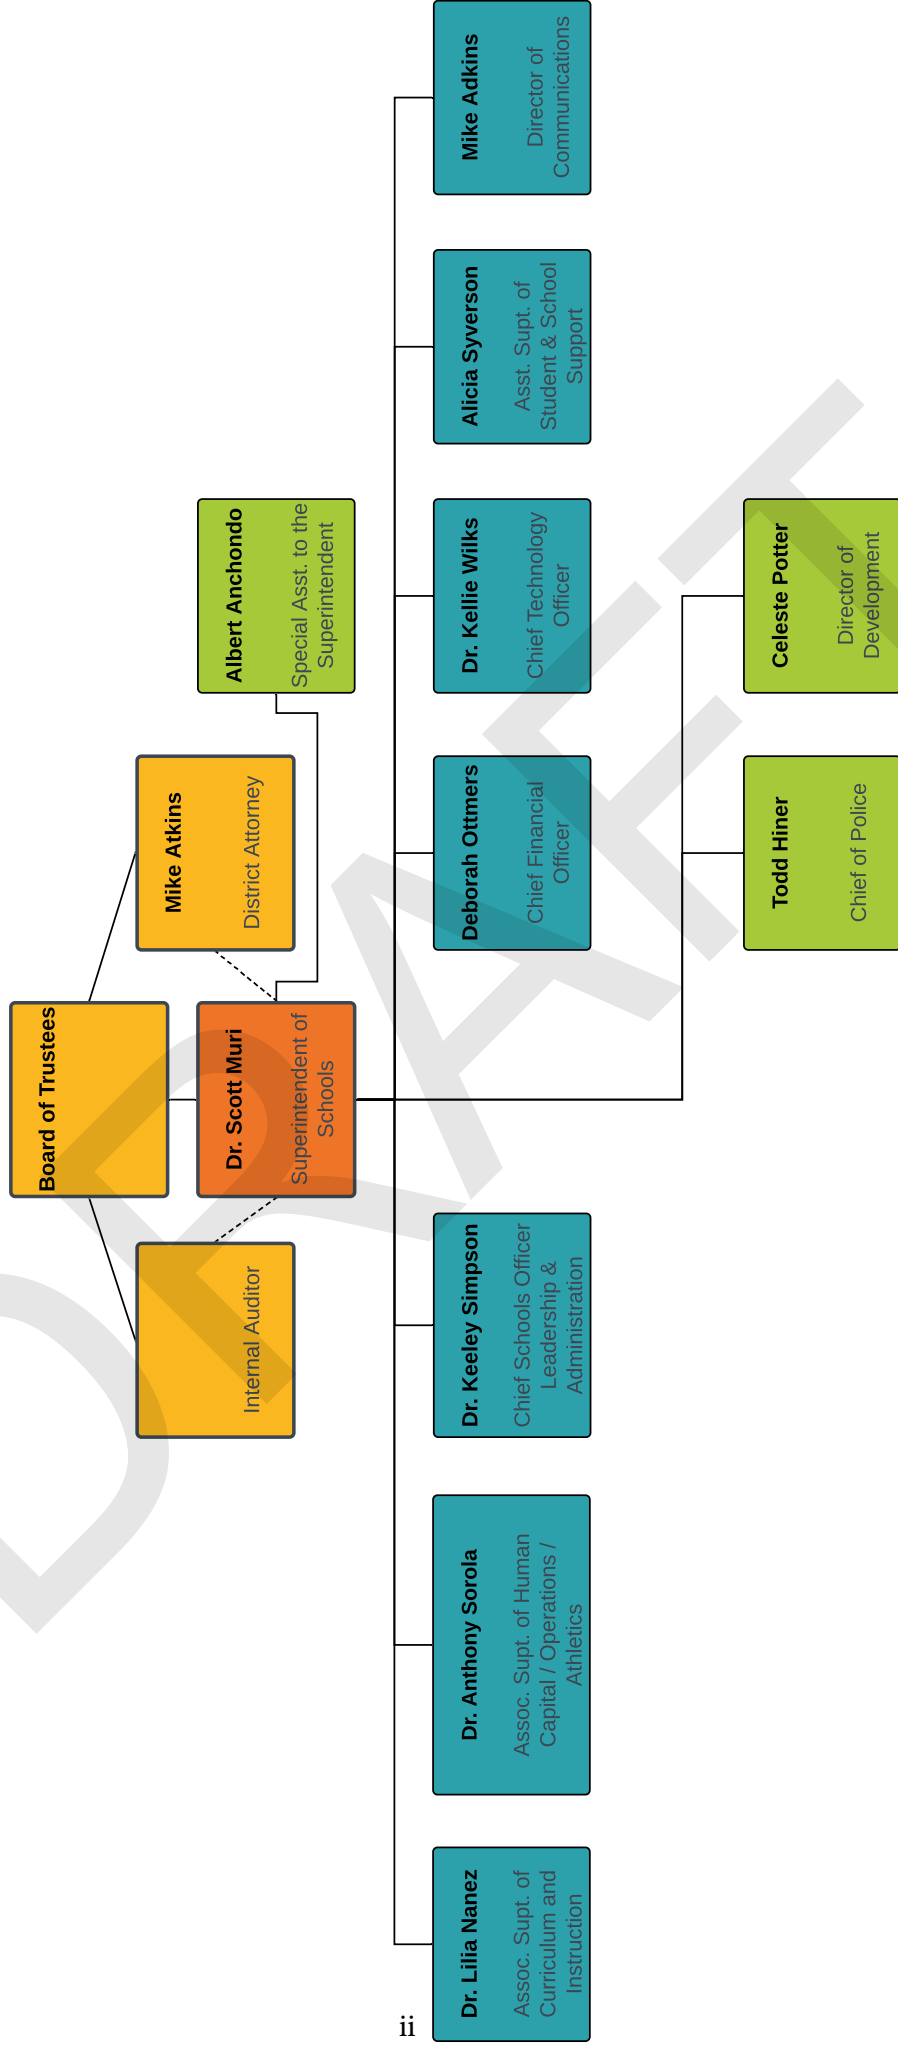 Board of Trustees
Internal Auditor
Mike Atkins
District Attorney
Dr. Scott Muri
Superintendent of
Schools
Albert Anchondo
Special Asst. to the
Superintendent
Dr. Lilia Nanez
Assoc. Supt. of
Curriculum and
Instruction
Dr. Anthony Sorola
Assoc. Supt. of Human
Capital / Operations /
Athletics
Dr. Keeley Simpson
Chief Schools Officer
Leadership &
Administration
Deborah Ottmers
Chief Financial
Officer
Dr. Kellie Wilks
Chief Technology
Officer
Alicia Syverson
Asst. Supt. of
Student & School
Support
Mike Adkins
Director of
Communications
Todd Hiner
Chief of Police
Celeste Potter
Director of
Development
DRAFT
ii